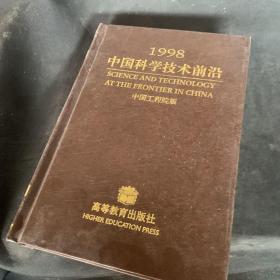 1998
中国科学技术前沿
SCIENCE AND TECHNOLOGY
AT THE FRONTIER IN CHINA
中国工程院版
高等教育出版社
HIGHER EDUCATION PRESS